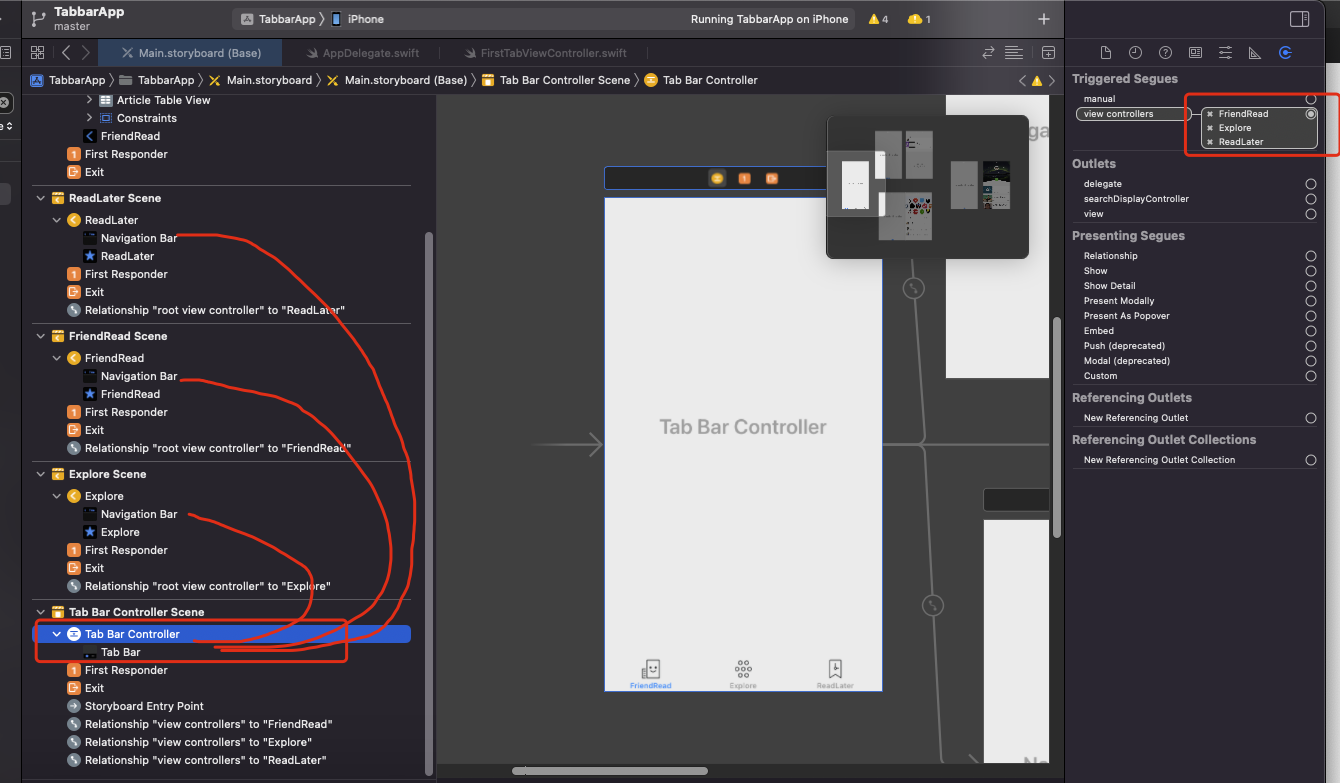 TabbarApp
master
TabbarApp
iPhone
Running TabbarApp on iPhone
4
1
Main.storyboard (Base)
AppDelegate.swift
FirstTabViewController.swift
TabbarApp
TabbarApp
Main.storyboard
Main.storyboard (Base)
Tab Bar Controller Scene
Tab Bar Controller
Article Table View
Constraints
FriendRead
First Responder
Exit
ReadLater Scene
ReadLater
Navigation Bar
ReadLater
First Responder
Exit
Relationship "root view controller" to "ReadLater"
FriendRead Scene
FriendRead
Navigation Bar
FriendRead
First Responder
Exit
Relationship "root view controller" to "FriendRead"
Explore Scene
Explore
Navigation Bar
Explore
First Responder
Exit
Relationship "root view controller" to "Explore"
Tab Bar Controller Scene
Tab Bar Controller
Tab Bar
First Responder
Exit
Storyboard Entry Point
Relationship "view controllers" to "FriendRead"
Relationship "view controllers" to "Explore"
Relationship "view controllers" to "ReadLater"
Tab Bar Controller
FriendRead
Explore
ReadLater
Triggered Segues
manual
view controllers
FriendRead
Explore
ReadLater
Outlets
delegate
searchDisplayController
view
Presenting Segues
Relationship
Show
Show Detail
Present Modally
Present As Popover
Embed
Push (deprecated)
Modal (deprecated)
Custom
Referencing Outlets
New Referencing Outlet
Referencing Outlet Collections
New Referencing Outlet Collection